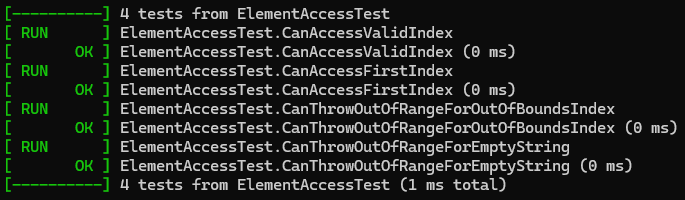 [----------] 4 tests from ElementAccessTest
[ RUN      ] ElementAccessTest.CanAccessValidIndex
[       OK ] ElementAccessTest.CanAccessValidIndex (0 ms)
[ RUN      ] ElementAccessTest.CanAccessFirstIndex
[       OK ] ElementAccessTest.CanAccessFirstIndex (0 ms)
[ RUN      ] ElementAccessTest.CanThrowOutOfRangeForOutOfBoundsIndex
[       OK ] ElementAccessTest.CanThrowOutOfRangeForOutOfBoundsIndex (0 ms)
[ RUN      ] ElementAccessTest.CanThrowOutOfRangeForEmptyString
[       OK ] ElementAccessTest.CanThrowOutOfRangeForEmptyString (0 ms)
[----------] 4 tests from ElementAccessTest (1 ms total)